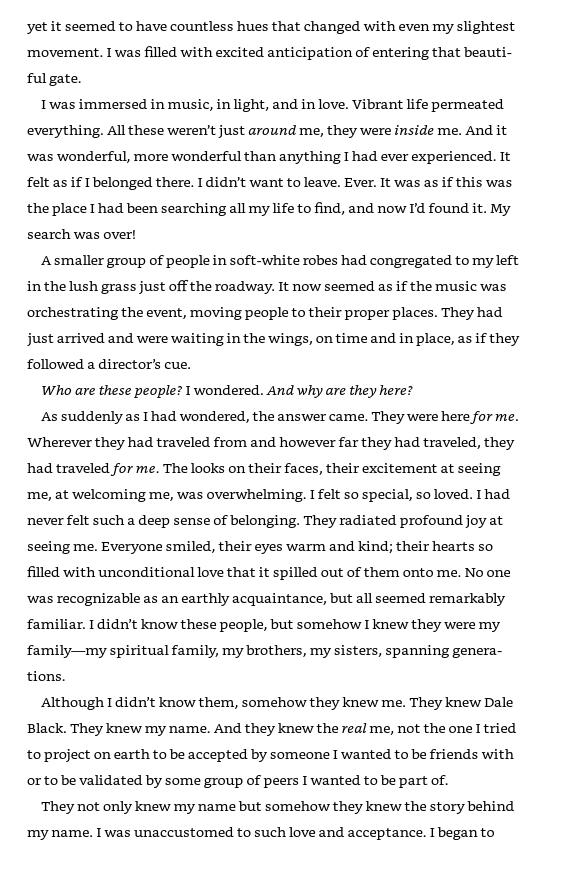 yet it seemed to have countless hues that changed with even my slightest
movement. I was filled with excited anticipation of entering that beauti-
ful gate.
I was immersed in music, in light, and in love. Vibrant life permeated
everything. All these weren't just around me, they were inside me. And it
was wonderful, more wonderful than anything I had ever experienced. It
felt as if I belonged there. I didn't want to leave. Ever. It was as if this was
the place I had been searching all my life to find, and now I'd found it. My
search was over!
A smaller group of people in soft-white robes had congregated to my left
in the lush grass just off the roadway. It now seemed as if the music was
orchestrating the event, moving people to their proper places. They had
just arrived and were waiting in the wings, on time and in place, as if they
followed a director's cue.
Who are these people? I wondered. And why are they here?
As suddenly as I had wondered, the answer came. They were here for me.
Wherever they had traveled from and however far they had traveled, they
had traveled for me. The looks on their faces, their excitement at seeing
me, at welcoming me, was overwhelming. I felt so special, so loved. I had
never felt such a deep sense of belonging. They radiated profound joy at
seeing me. Everyone smiled, their eyes warm and kind; their hearts so
filled with unconditional love that it spilled out of them onto me. No one
was recognizable as an earthly acquaintance, but all seemed remarkably
familiar. I didn't know these people, but somehow I knew they were my
family—my spiritual family, my brothers, my sisters, spanning genera-
tions.
Although I didn't know them, somehow they knew me. They knew Dale
Black. They knew my name. And they knew the real me, not the one I tried
to project on earth to be accepted by someone I wanted to be friends with
or to be validated by some group of peers I wanted to be part of.
They not only knew my name but somehow they knew the story behind
my name. I was unaccustomed to such love and acceptance. I began to